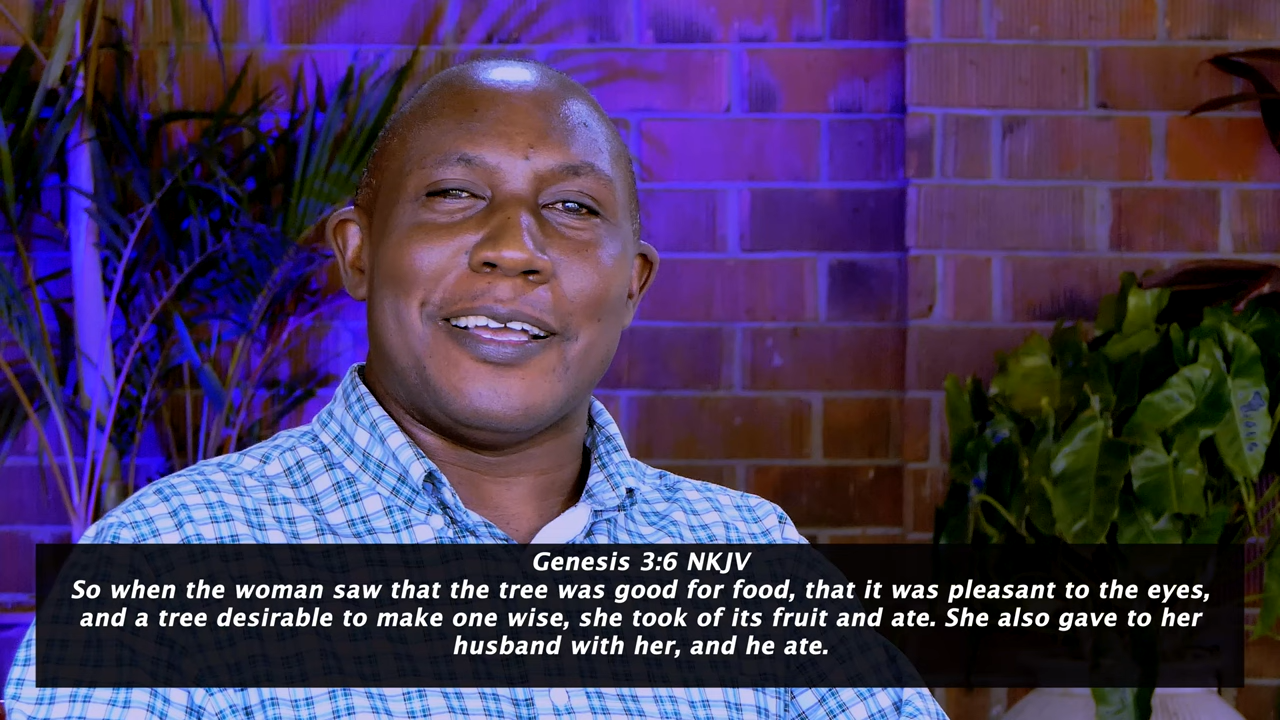 Genesis 3:6 NKJV
So when the woman saw that the tree was good for food, that it was pleasant to the eyes,
and a tree desirable to make one wise, she took of its fruit and ate. She also gave to her
husband with her, and he ate.